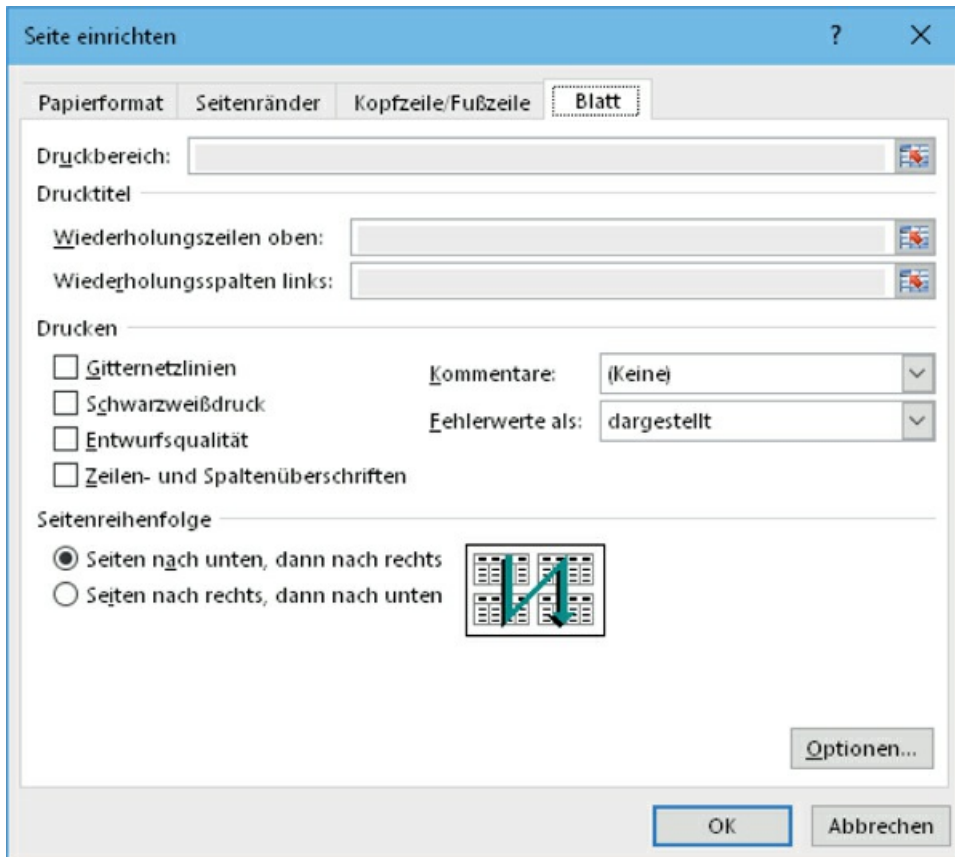 Seite einrichten ?
Papierformat Seitenränder Kopfzeile/Fußzeile Blatt
Druckbereich:
Drucktitel
Wiederholungszeilen oben:
Wiederholungsspalten links:
Drucken
Gitternetzlinien
Schwarzweißdruck
Entwurfsqualität
Zeilen- und Spaltenüberschriften
Kommentare: (Keine)
Fehlerwerte als: dargestellt
Seitenreihenfolge
Seiten nach unten, dann nach rechts
Seiten nach rechts, dann nach unten
Optionen...
OK Abbrechen